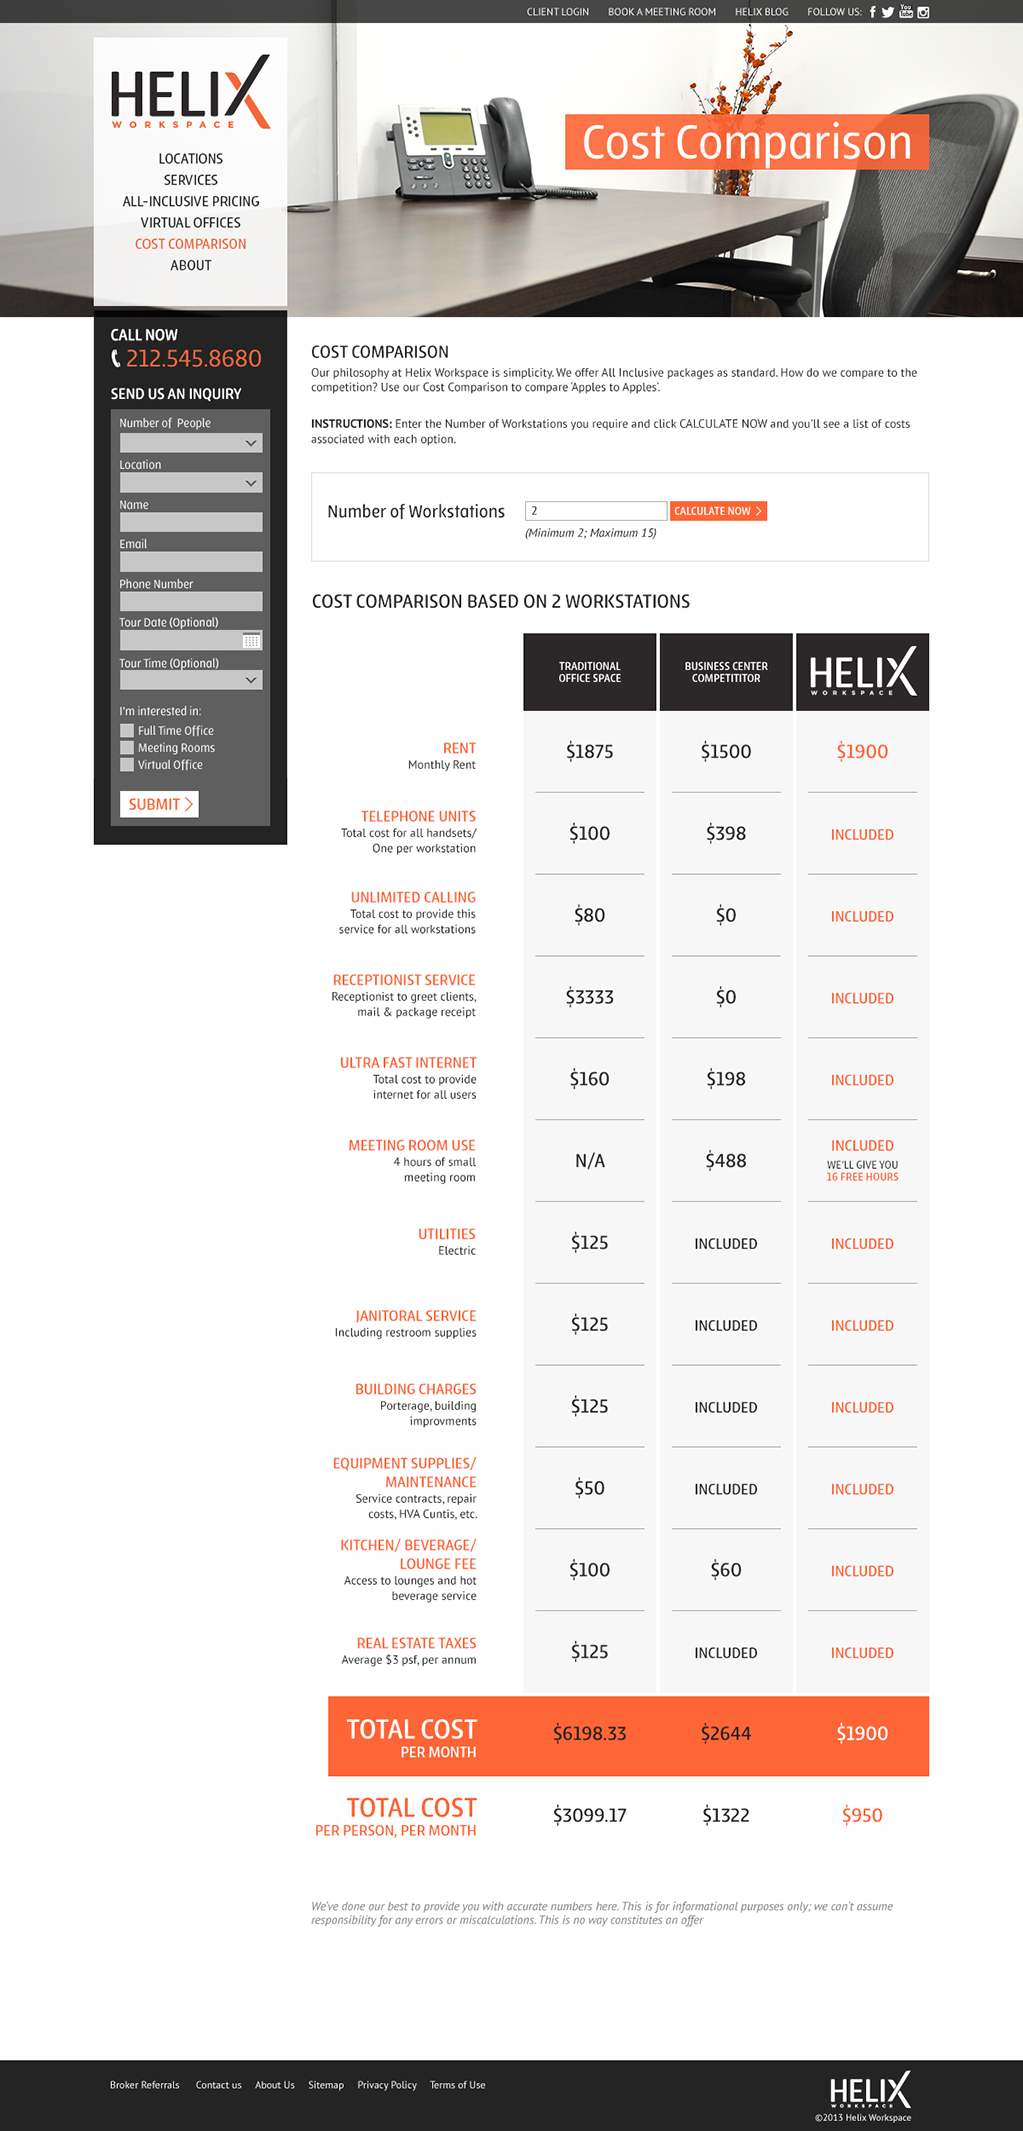 CLIENT LOGIN BOOK A MEETING ROOM HELIX BLOG FOLLOW US: You Tube
HELIX
WORKSPACE
LOCATIONS
SERVICES
ALL-INCLUSIVE PRICING
VIRTUAL OFFICES
COST COMPARISON
ABOUT
Cost Comparison
CALL NOW
212.545.8680
SEND US AN INQUIRY
Number of People
Location
Name
Email
Phone Number
Tour Date (Optional)
Tour Time (Optional)
I'm interested in:
Full Time Office
Meeting Rooms
Virtual Office
SUBMIT
COST COMPARISON
Our philosophy at Helix Workspace is simplicity. We offer All Inclusive packages as standard. How do we compare to the
competition? Use our Cost Comparison to compare 'Apples to Apples'.
INSTRUCTIONS: Enter the Number of Workstations you require and click CALCULATE NOW and you'll see a list of costs
associated with each option.
Number of Workstations 2 CALCULATE NOW
(Minimum 2; Maximum 15)
COST COMPARISON BASED ON 2 WORKSTATIONS
TRADITIONAL
OFFICE SPACE
BUSINESS CENTER
COMPETITITOR
HELIX
WORKSPACE
RENT
Monthly Rent
$1875 $1500 $1900
TELEPHONE UNITS
Total cost for all handsets/
One per workstation
$100 $398 INCLUDED
UNLIMITED CALLING
Total cost to provide this
service for all workstations
$80 $0 INCLUDED
RECEPTIONIST SERVICE
Receptionist to greet clients,
mail & package receipt
$3333 $0 INCLUDED
ULTRA FAST INTERNET
Total cost to provide
internet for all users
$160 $198 INCLUDED
MEETING ROOM USE
4 hours of small
meeting room
N/A $488 INCLUDED
WE'LL GIVE YOU
16 FREE HOURS
UTILITIES
Electric
$125 INCLUDED INCLUDED
JANITORAL SERVICE
Including restroom supplies
$125 INCLUDED INCLUDED
BUILDING CHARGES
Porterage, building
improvments
$125 INCLUDED INCLUDED
EQUIPMENT SUPPLIES/
MAINTENANCE
Service contracts, repair
costs, HVA Cuntis, etc.
$50 INCLUDED INCLUDED
KITCHEN/ BEVERAGE/
LOUNGE FEE
Access to lounges and hot
beverage service
$100 $60 INCLUDED
REAL ESTATE TAXES
Average $3 psf, per annum
$125 INCLUDED INCLUDED
TOTAL COST
PER MONTH
$6198.33 $2644 $1900
TOTAL COST
PER PERSON, PER MONTH
$3099.17 $1322 $950
We've done our best to provide you with accurate numbers here. This is for informational purposes only; we can't assume
responsibility for any errors or miscalculations. This is no way constitutes an offer
Broker Referrals Contact us About Us Sitemap Privacy Policy Terms of Use
HELIX
WORKSPACE
©2013 Helix Workspace